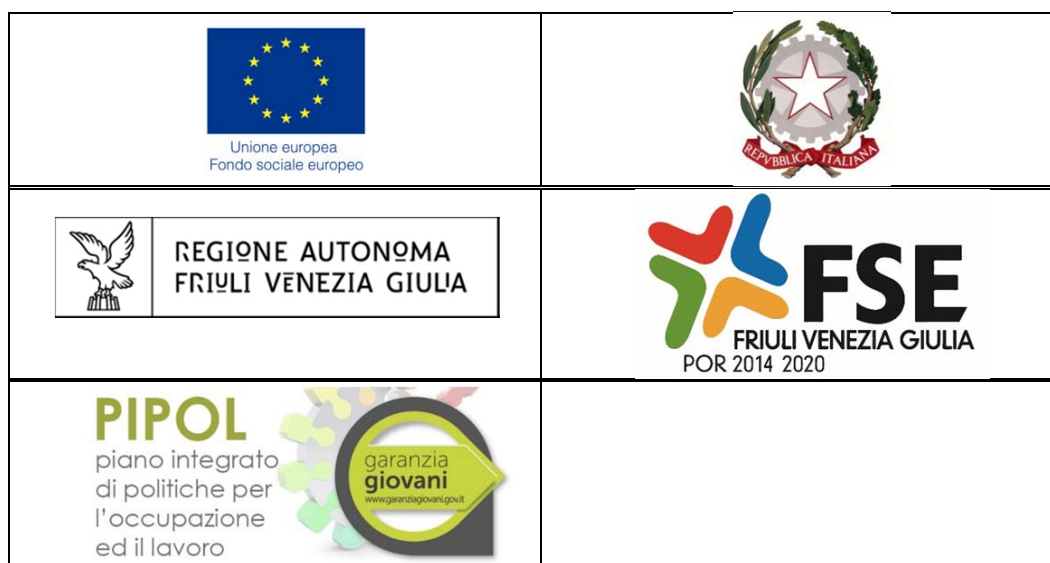 Unione europea
Fondo sociale europeo
REPVBBLICA ITALIANA
REGIONE AUTONOMA
FRIULI VENEZIA GIULIA
FSE
FRIULI VENEZIA GIULIA
POR 2014 2020
PIPOL
piano integrato
di politiche per
l'occupazione
ed il lavoro
garanzia
giovani
www.garanziagiovani.gov.it